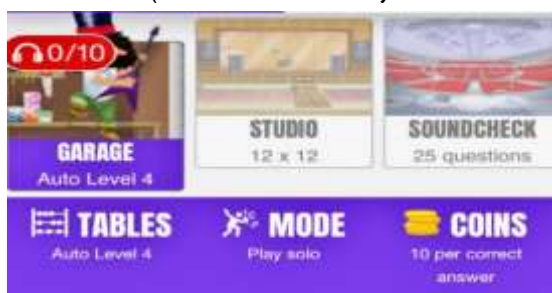 0/10
GARAGE
Auto Level 4
STUDIO
12 x 12
SOUNDCHECK
25 questions
TABLES
Auto Level 4
MODE
Play solo
COINS
10 per correct
answer